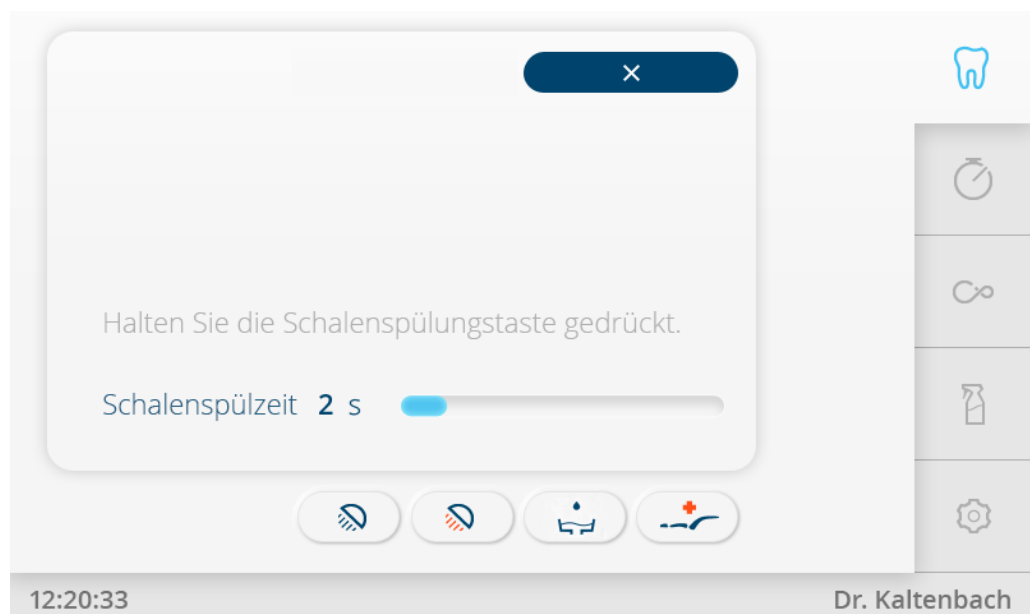 Halten Sie die Schalenspülungstaste gedrückt.
Schalenspülzeit 2 s
12:20:33 Dr. Kaltenbach